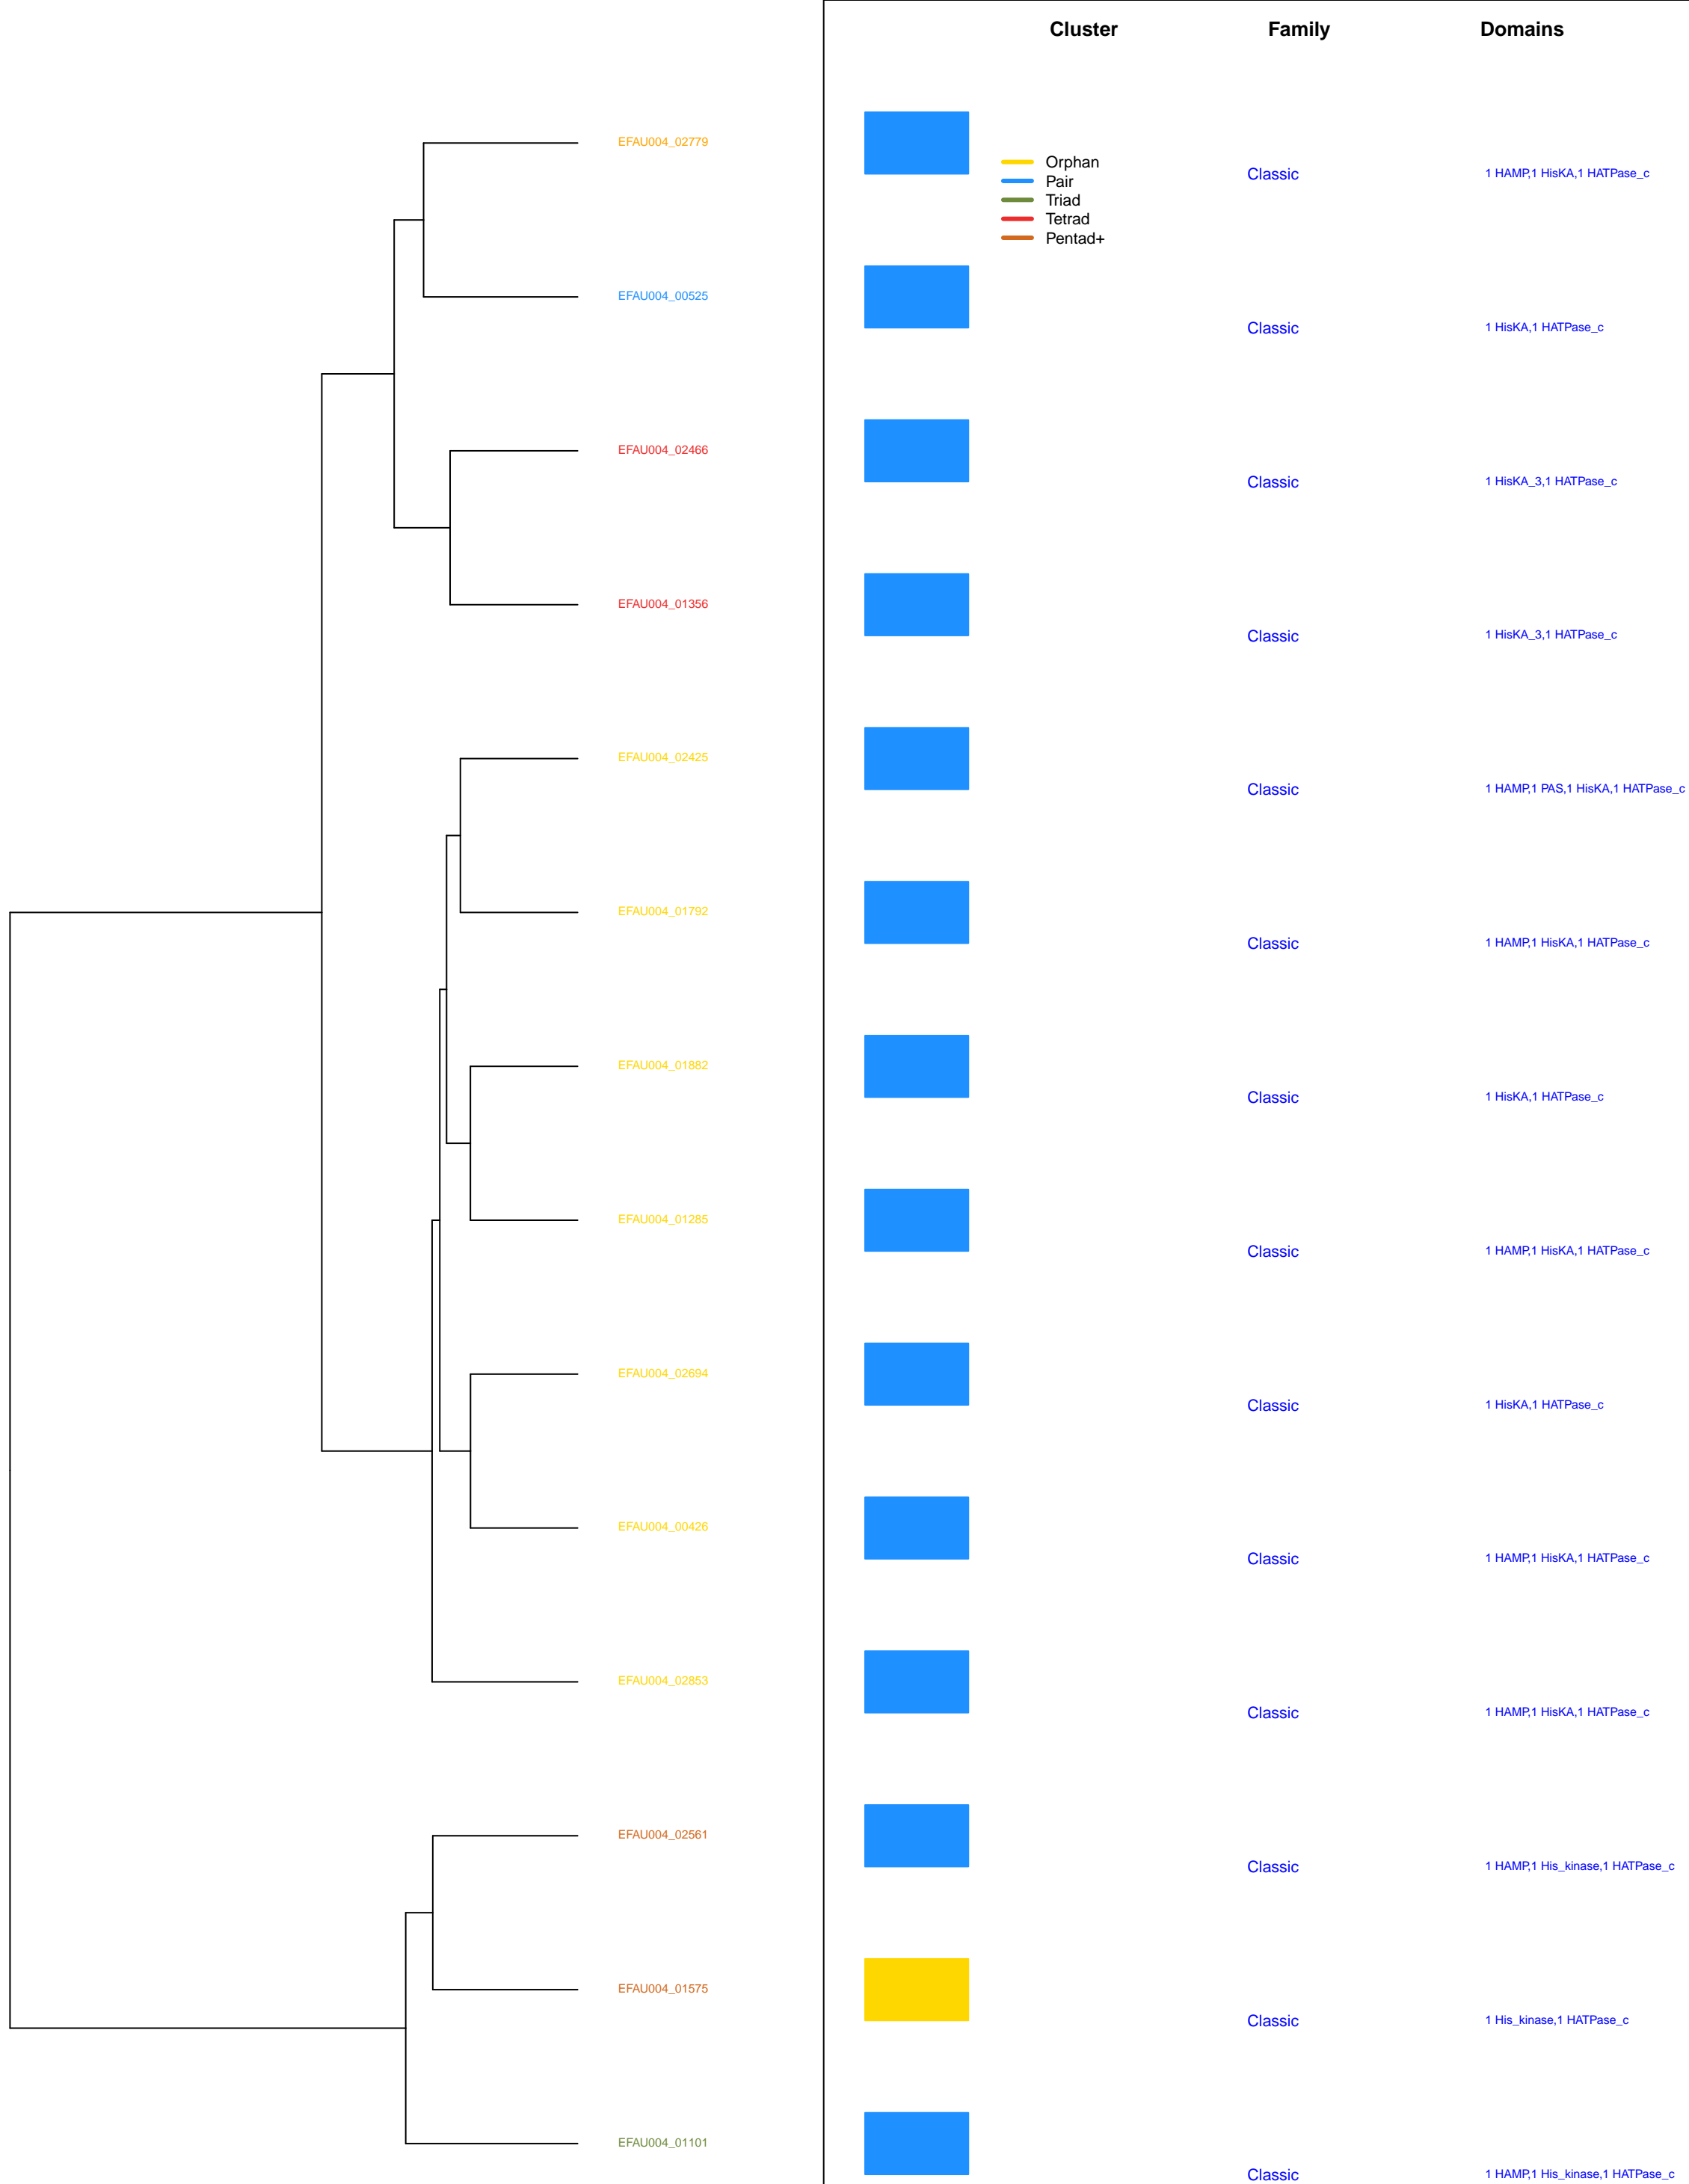 Cluster Family Domains
EFAU004_02779
Orphan
Pair
Triad
Tetrad
Pentad+
Classic 1 HAMP,1 HisKA,1 HATPase_c
EFAU004_00525
Classic 1 HisKA,1 HATPase_c
EFAU004_02466
Classic 1 HisKA_3,1 HATPase_c
EFAU004_01356
Classic 1 HisKA_3,1 HATPase_c
EFAU004_02425
Classic 1 HAMP,1 PAS,1 HisKA,1 HATPase_c
EFAU004_01792
Classic 1 HAMP,1 HisKA,1 HATPase_c
EFAU004_01882
Classic 1 HisKA,1 HATPase_c
EFAU004_01285
Classic 1 HAMP,1 HisKA,1 HATPase_c
EFAU004_02694
Classic 1 HisKA,1 HATPase_c
EFAU004_00426
Classic 1 HAMP,1 HisKA,1 HATPase_c
EFAU004_02853
Classic 1 HAMP,1 HisKA,1 HATPase_c
EFAU004_02561
Classic 1 HAMP,1 His_kinase,1 HATPase_c
EFAU004_01575
Classic 1 His_kinase,1 HATPase_c
EFAU004_01101
Classic 1 HAMP,1 His_kinase,1 HATPase_c